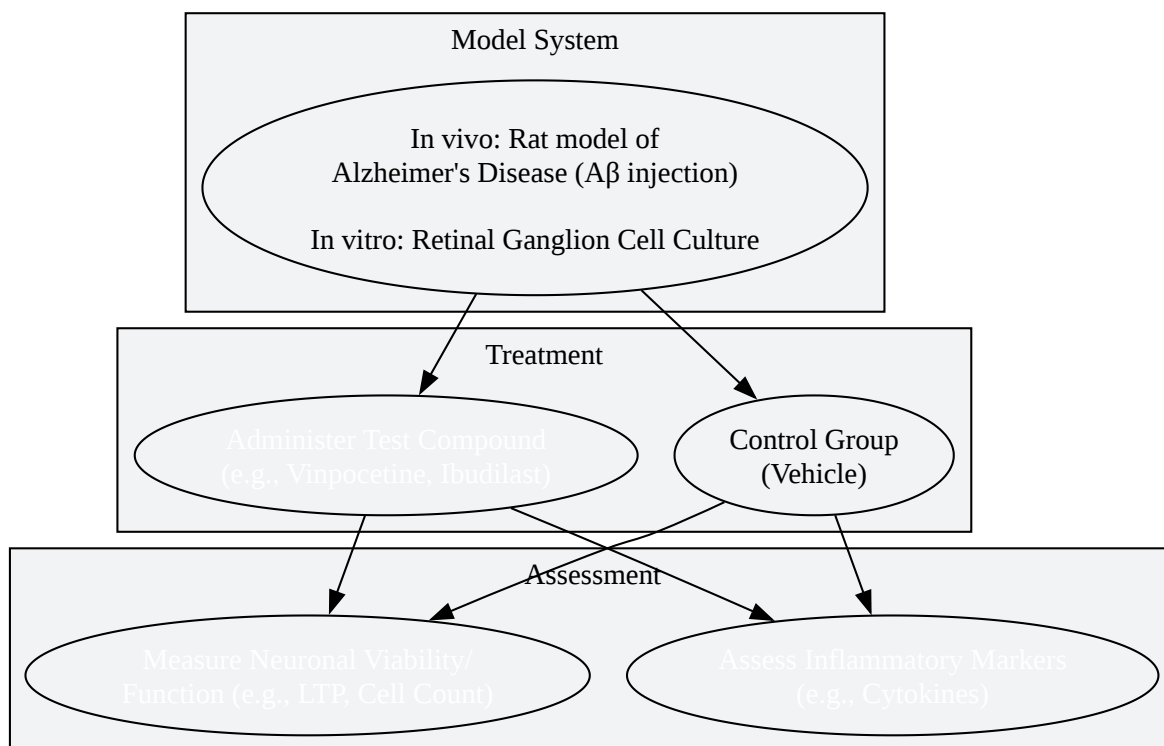 Model System
In vivo: Rat model of
Alzheimer's Disease (Aβ injection)
In vitro: Retinal Ganglion Cell Culture
Treatment
Administer Test Compound
(e.g., Vinpocetine, Ibudilast)
Control Group
(Vehicle)
Assessment
Measure Neuronal Viability/
Function (e.g., LTP, Cell Count)
Assess Inflammatory Markers
(e.g., Cytokines)